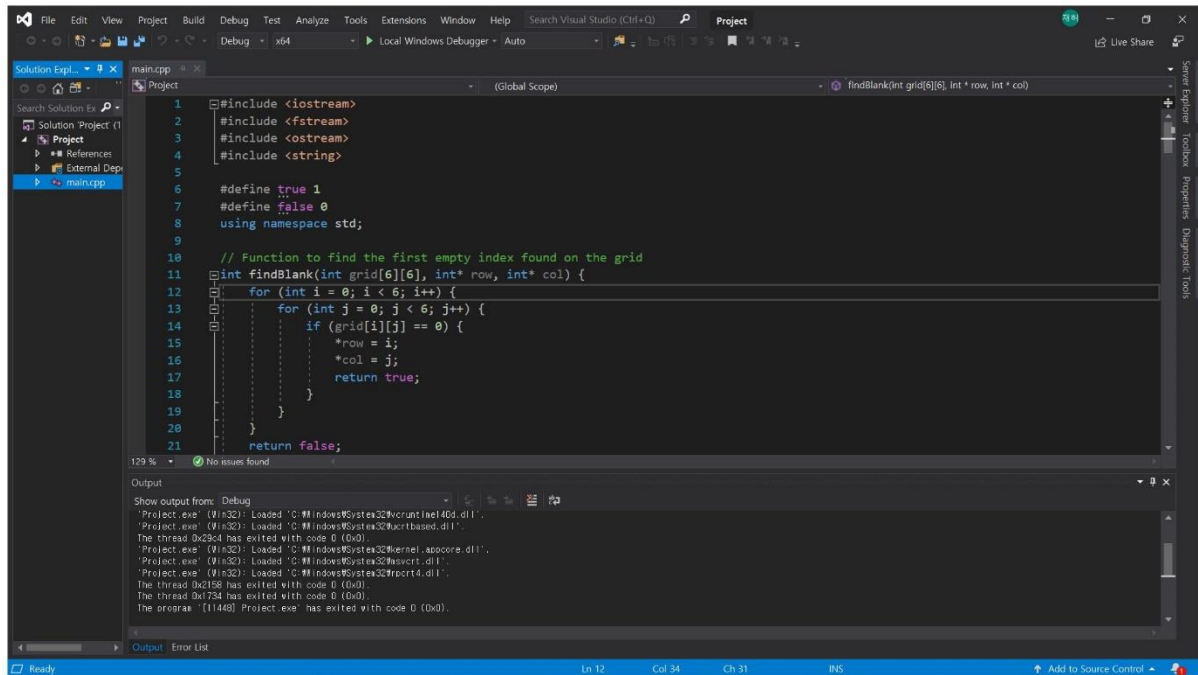 File Edit View Project Build Debug Test Analyze Tools Extensions Window Help Search Visual Studio (Ctrl+Q) Project
Debug x64 Local Windows Debugger Auto Live Share
Solution Expl...
Search Solution Ex
Solution 'Project' (1
Project
References
External Depe
main.cpp
main.cpp
Project (Global Scope) findBlank(int grid[6][6], int * row, int * col)
1 #include <iostream>
2 #include <fstream>
3 #include <ostream>
4 #include <string>
5
6 #define true 1
7 #define false 0
8 using namespace std;
9
10 // Function to find the first empty index found on the grid
11 int findBlank(int grid[6][6], int* row, int* col) {
12 for (int i = 0; i < 6; i++) {
13 for (int j = 0; j < 6; j++) {
14 if (grid[i][j] == 0) {
15 *row = i;
16 *col = j;
17 return true;
18 }
19 }
20 }
21 return false;
129 % No issues found
Output
Show output from: Debug
'Project.exe' (Win32): Loaded 'C:₩Windows₩System32₩vcruntime140d.dll'.
'Project.exe' (Win32): Loaded 'C:₩Windows₩System32₩ucrtbased.dll'.
The thread 0x29c4 has exited with code 0 (0x0).
'Project.exe' (Win32): Loaded 'C:₩Windows₩System32₩kernel.appcore.dll'.
'Project.exe' (Win32): Loaded 'C:₩Windows₩System32₩msvcrt.dll'.
'Project.exe' (Win32): Loaded 'C:₩Windows₩System32₩rpcrt4.dll'.
The thread 0x2158 has exited with code 0 (0x0).
The thread 0x1734 has exited with code 0 (0x0).
The program '[11448] Project.exe' has exited with code 0 (0x0).
Output Error List
Ready Ln 12 Col 34 Ch 31 INS Add to Source Control 1
Server Explorer
Toolbox
Properties
Diagnostic Tools